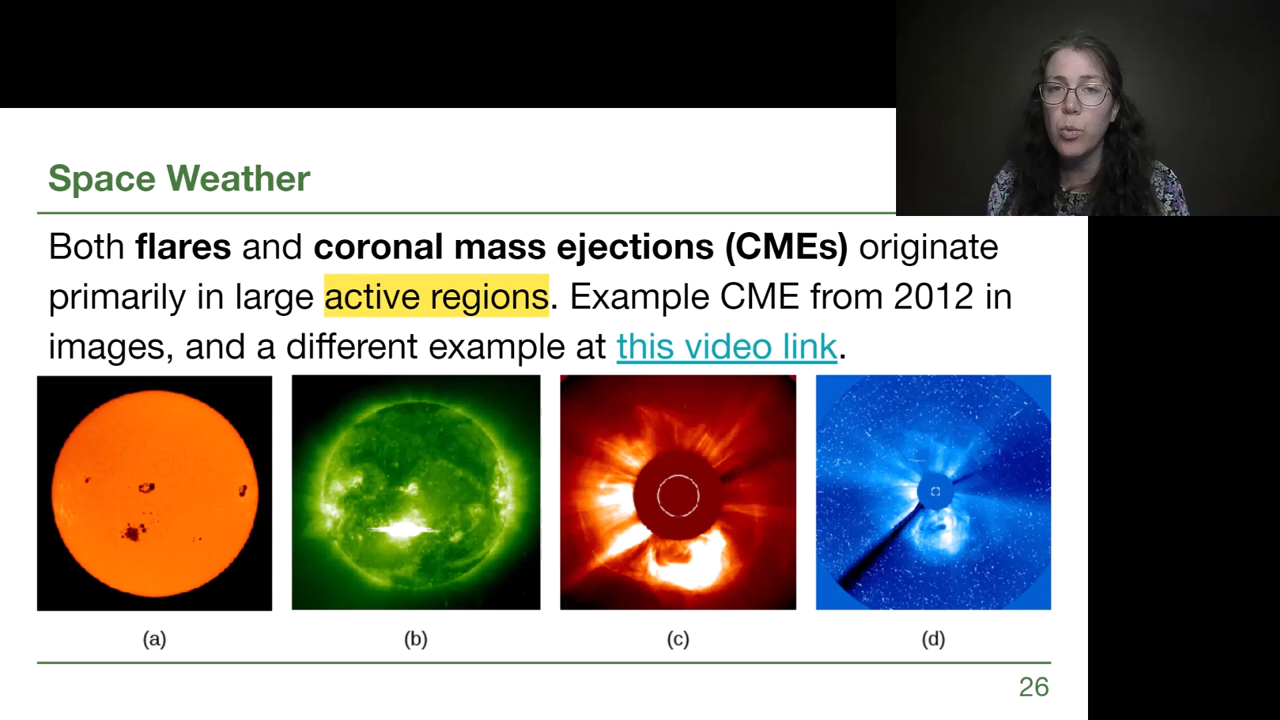 Space Weather
Both flares and coronal mass ejections (CMEs) originate
primarily in large active regions. Example CME from 2012 in
images, and a different example at this video link.
(a) (b) (c) (d)
26